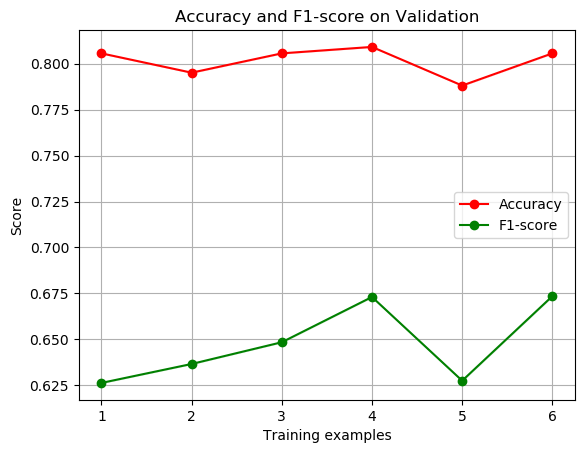 Accuracy and F1-score on Validation
0.800
0.775
0.750
0.725
0.700
0.675
0.650
0.625
Score
Accuracy
F1-score
1 2 3 4 5 6
Training examples